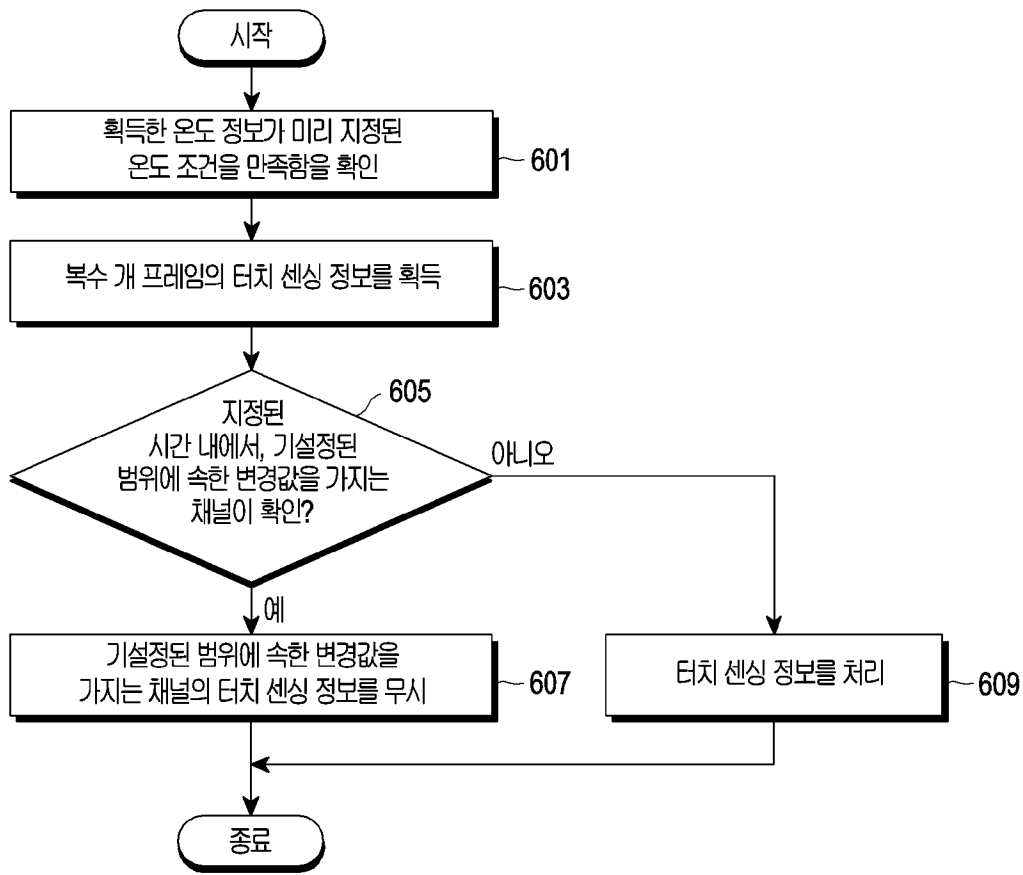 시작
획득한 온도 정보가 미리 지정된
온도 조건을 만족함을 확인
601
복수 개 프레임의 터치 센싱 정보를 획득
603
605
지정된
시간 내에서, 기설정된
범위에 속한 변경값을 가지는
채널이 확인?
아니오
예
기설정된 범위에 속한 변경값을
가지는 채널의 터치 센싱 정보를 무시
607
터치 센싱 정보를 처리
609
종료